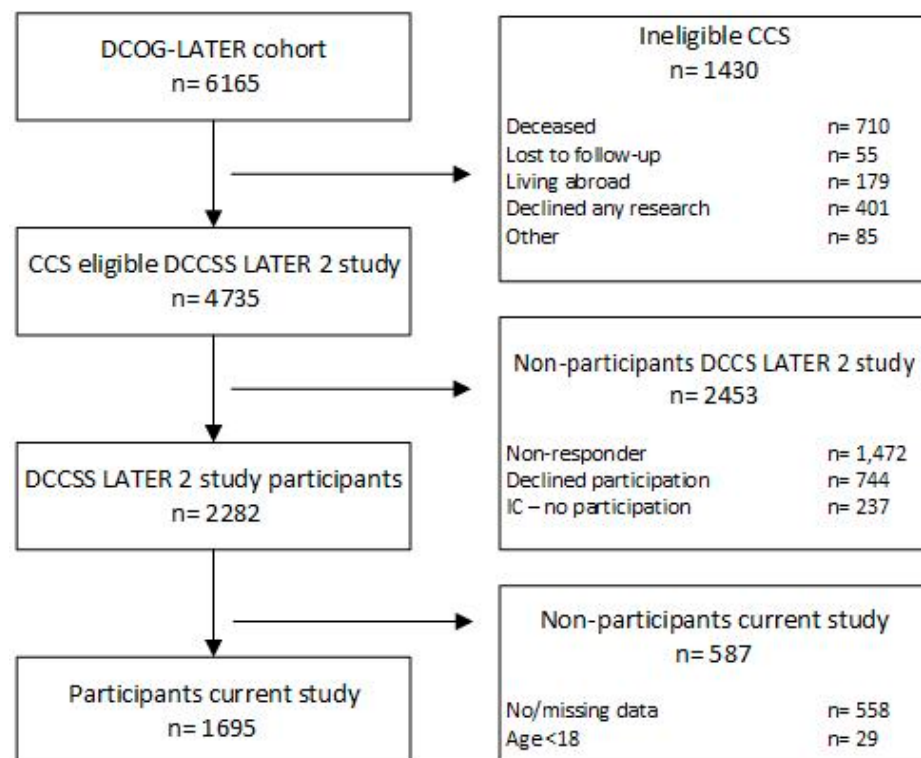 DCOG-LATER cohort
n= 6165
Ineligible CCS
n= 1430
Deceased n= 710
Lost to follow-up n= 55
Living abroad n= 179
Declined any research n= 401
Other n= 85
CCS eligible DCCSS LATER 2 study
n= 4735
Non-participants DCCS LATER 2 study
n= 2453
Non-responder n= 1,472
Declined participation n= 744
IC – no participation n= 237
DCCSS LATER 2 study participants
n= 2282
Non-participants current study
n= 587
No/missing data n= 558
Age <18 n= 29
Participants current study
n= 1695